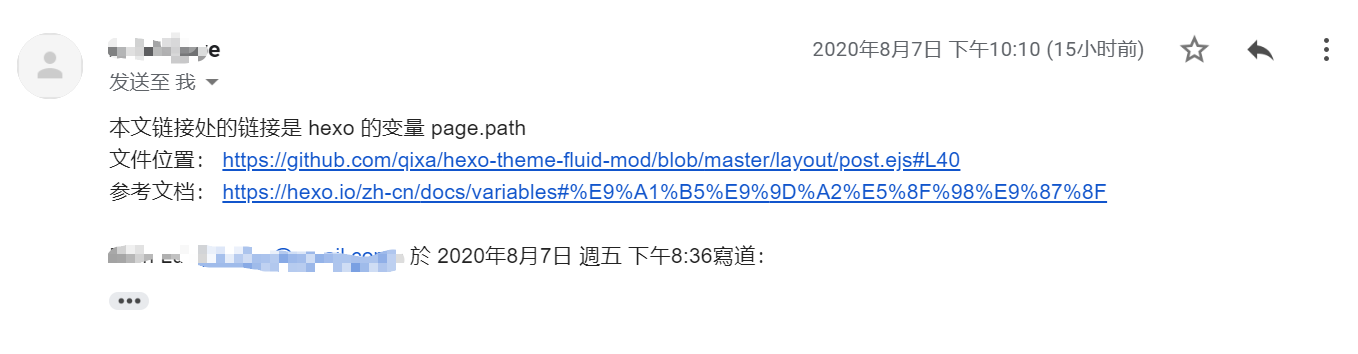 2020年8月7日 下午10:10 (15小时前)
发送至 我
本文链接处的链接是 hexo 的变量 page.path
文件位置： https://github.com/qixa/hexo-theme-fluid-mod/blob/master/layout/post.ejs#L40
参考文档： https://hexo.io/zh-cn/docs/variables#%E9%A1%B5%E9%9D%A2%E5%8F%98%E9%87%8F
於 2020年8月7日 週五 下午8:36寫道：